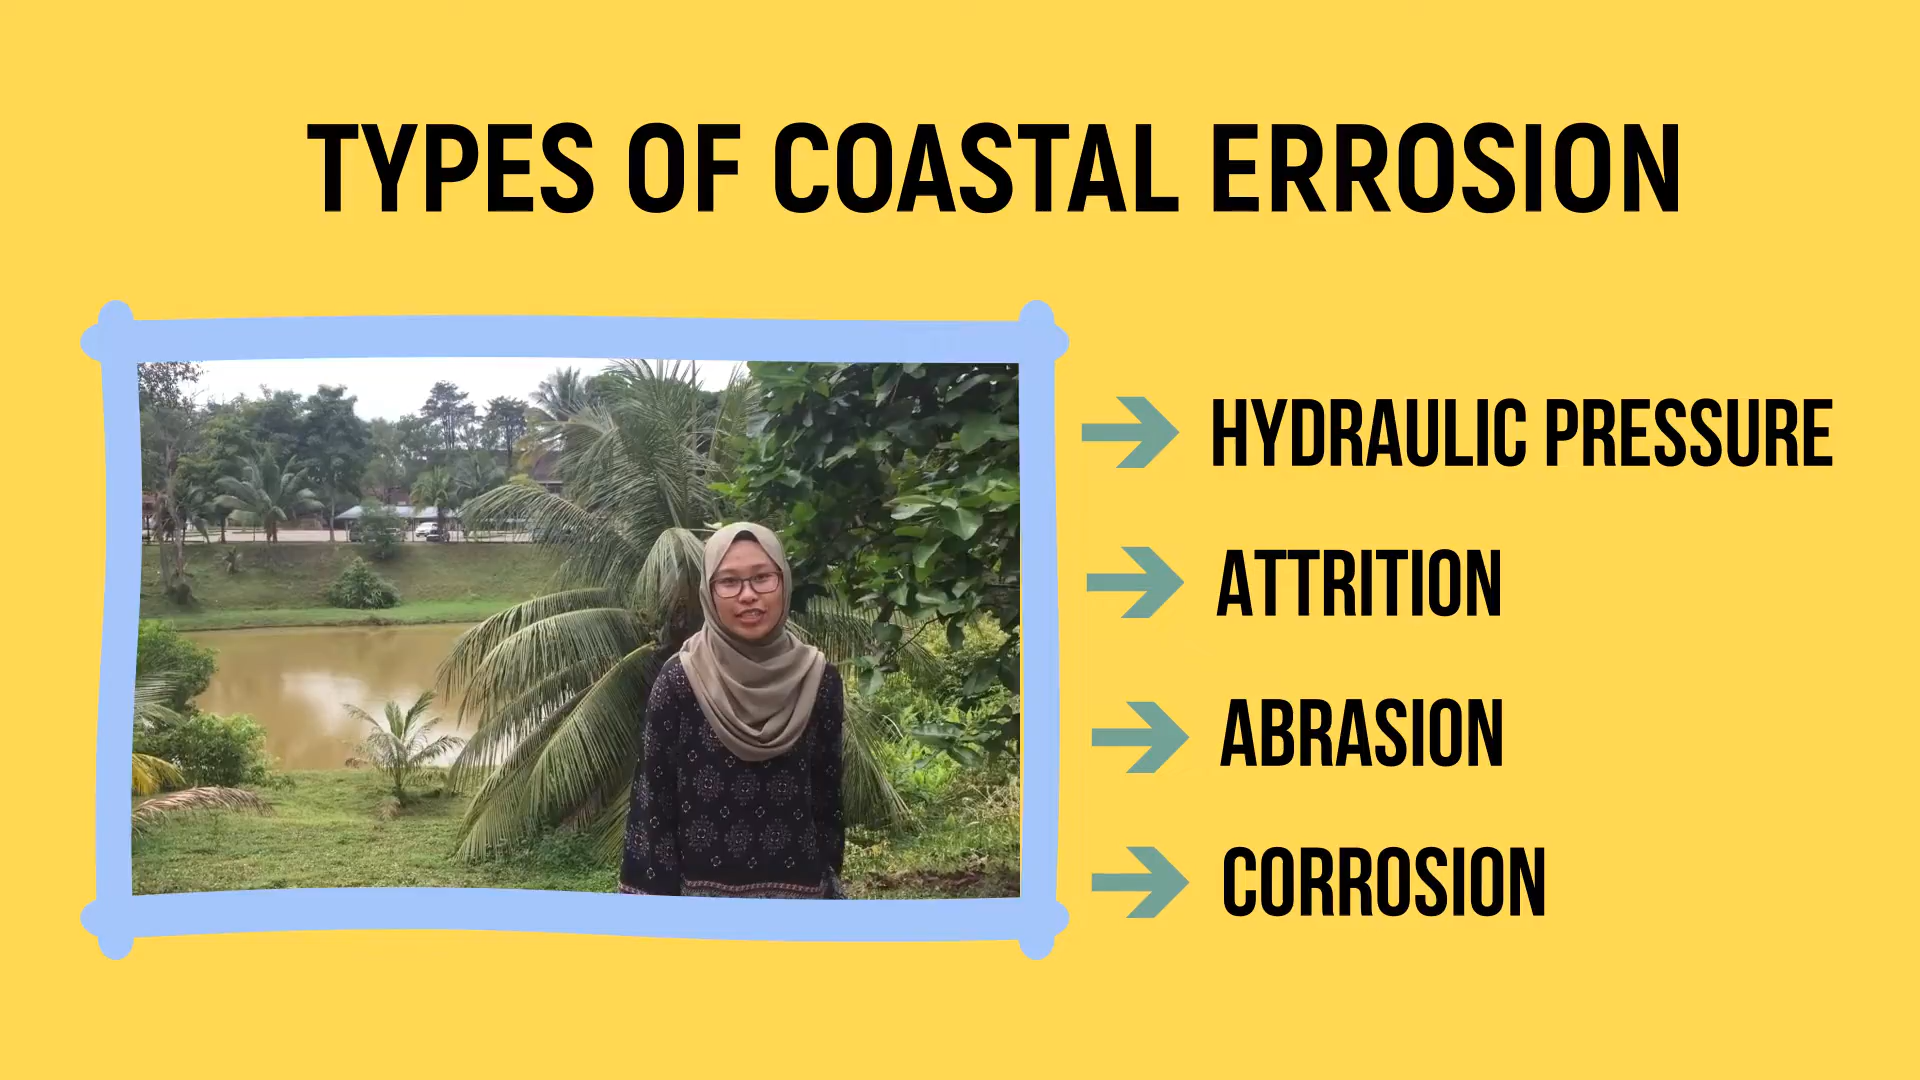 TYPES OF COASTAL ERROSION
HYDRAULIC PRESSURE
ATTRITION
ABRASION
CORROSION